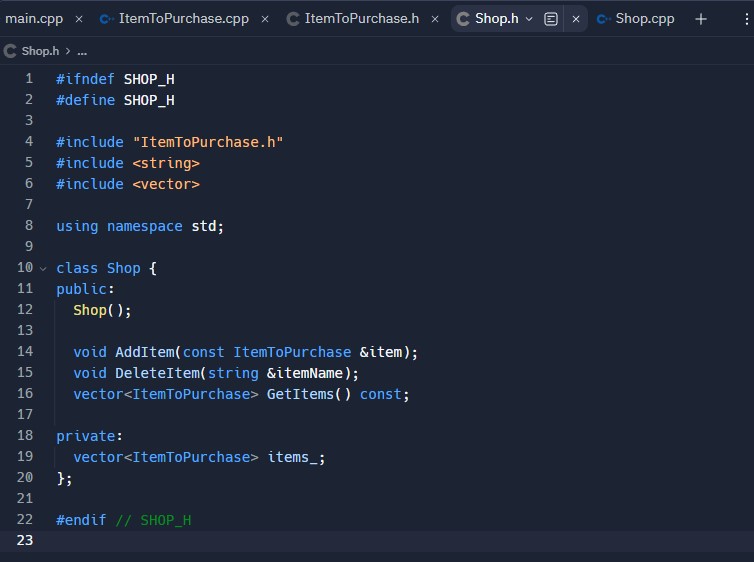 main.cpp × ItemToPurchase.cpp × ItemToPurchase.h × Shop.h × Shop.cpp +
Shop.h > ...
1 #ifndef SHOP_H
2 #define SHOP_H
3
4 #include "ItemToPurchase.h"
5 #include <string>
6 #include <vector>
7
8 using namespace std;
9
10 class Shop {
11 public:
12 Shop();
13
14 void AddItem(const ItemToPurchase &item);
15 void DeleteItem(string &itemName);
16 vector<ItemToPurchase> GetItems() const;
17
18 private:
19 vector<ItemToPurchase> items_;
20 };
21
22 #endif // SHOP_H
23